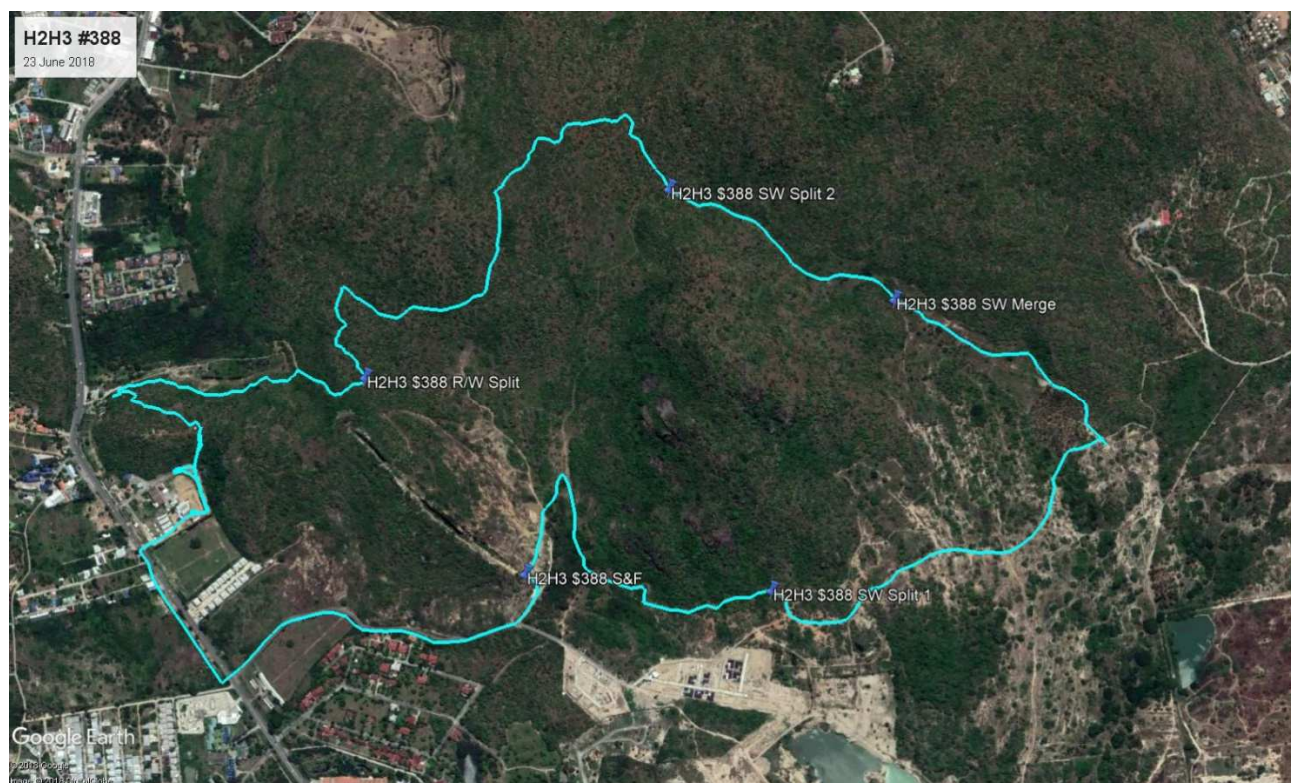 H2H3 #388
23 June 2018
H2H3 $388 SW Split 2
H2H3 $388 SW Merge
H2H3 $388 R/W Split
H2H3 $388 S&F
H2H3 $388 SW Split 1
Google Earth